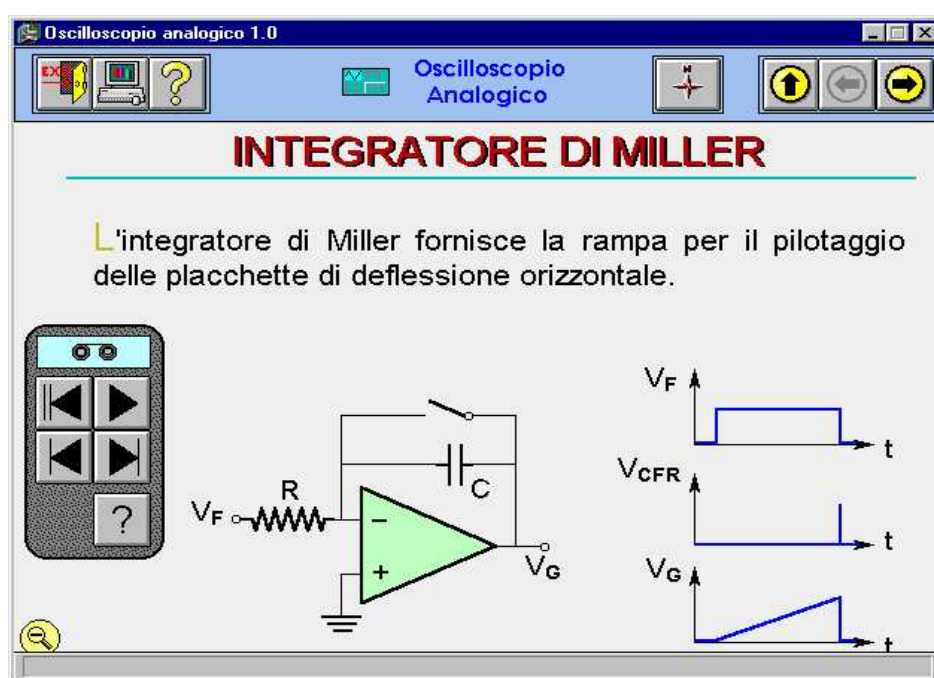 Oscilloscopio analogico 1.0
EXIT
?
Oscilloscopio
Analogico
N
INTEGRATORE DI MILLER
L'integratore di Miller fornisce la rampa per il pilotaggio
delle placchette di deflessione orizzontale.
?
VF
R
C
−
+
VG
VF
t
VCFR
t
VG
t